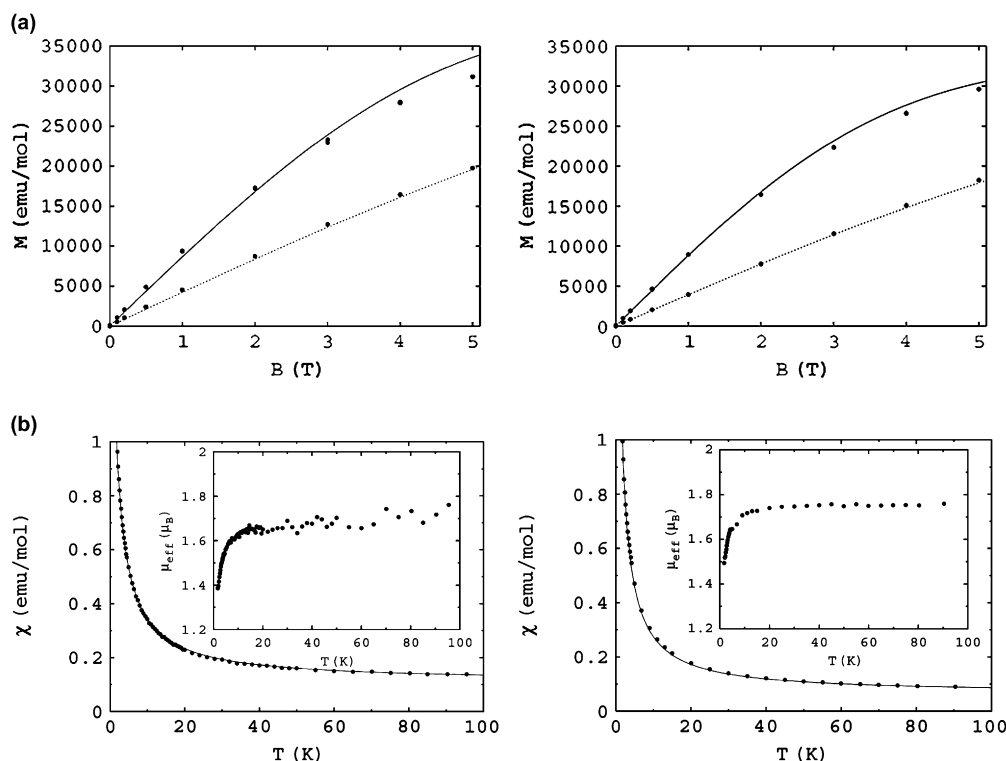 (a)
35000
30000
25000
20000
15000
10000
5000
0
M (emu/mol)
0 1 2 3 4 5
B (T)
35000
30000
25000
20000
15000
10000
5000
0
M (emu/mol)
0 1 2 3 4 5
B (T)
(b)
1
0.8
0.6
0.4
0.2
0
χ (emu/mol)
0 20 40 60 80 100
T (K)
2
1.8
1.6
1.4
1.2
μeff (μB)
0 20 40 60 80 100
T (K)
1
0.8
0.6
0.4
0.2
0
χ (emu/mol)
0 20 40 60 80 100
T (K)
2
1.8
1.6
1.4
1.2
μeff (μB)
0 20 40 60 80 100
T (K)